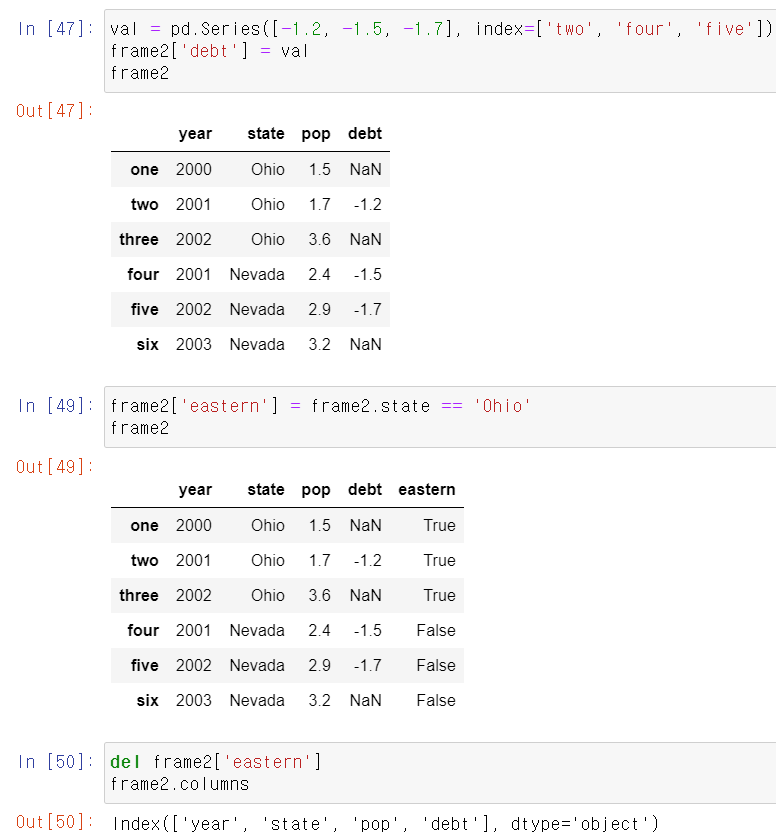 In [47]: val = pd.Series([-1.2, -1.5, -1.7], index=['two', 'four', 'five'])
frame2['debt'] = val
frame2
Out[47]:
year state pop debt
one 2000 Ohio 1.5 NaN
two 2001 Ohio 1.7 -1.2
three 2002 Ohio 3.6 NaN
four 2001 Nevada 2.4 -1.5
five 2002 Nevada 2.9 -1.7
six 2003 Nevada 3.2 NaN
In [49]: frame2['eastern'] = frame2.state == 'Ohio'
frame2
Out[49]:
year state pop debt eastern
one 2000 Ohio 1.5 NaN True
two 2001 Ohio 1.7 -1.2 True
three 2002 Ohio 3.6 NaN True
four 2001 Nevada 2.4 -1.5 False
five 2002 Nevada 2.9 -1.7 False
six 2003 Nevada 3.2 NaN False
In [50]: del frame2['eastern']
frame2.columns
Out[50]: Index(['year', 'state', 'pop', 'debt'], dtype='object')